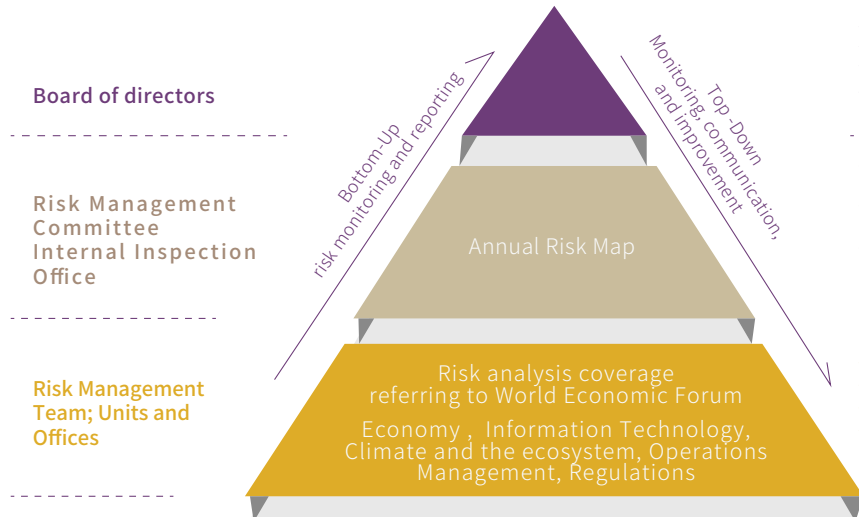 Board of directors
Bottom-Up
risk monitoring and reporting
Top -Down
Monitoring, communication,
and improvement
Risk Management
Committee
Internal Inspection
Office
Annual Risk Map
Risk Management
Team; Units and
Offices
Risk analysis coverage
referring to World Economic Forum
Economy , Information Technology,
Climate and the ecosystem, Operations
Management, Regulations